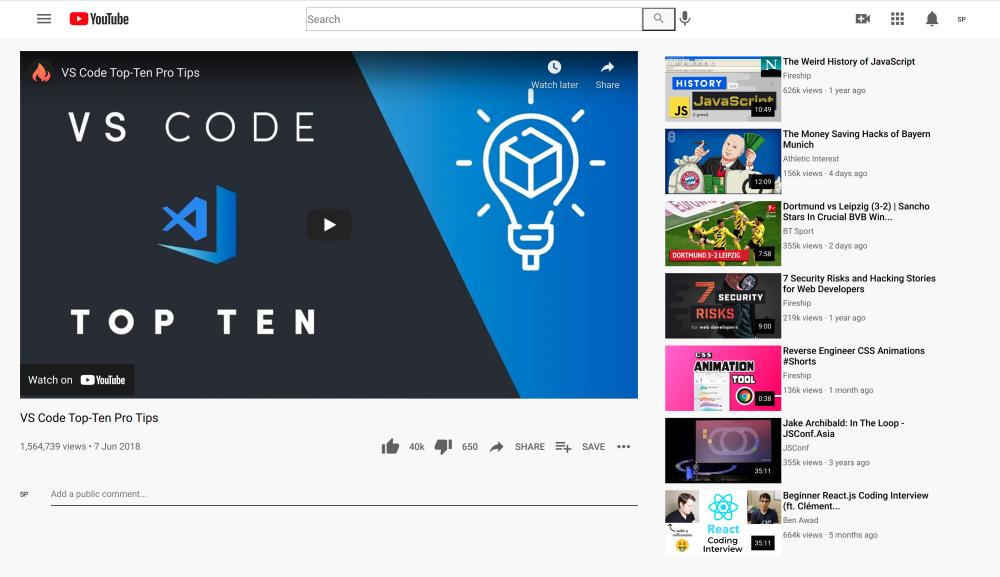 YouTube
Search
SP
VS Code Top-Ten Pro Tips
Watch later
Share
VS CODE
TOP TEN
Watch on YouTube
VS Code Top-Ten Pro Tips
1,564,739 views • 7 Jun 2018
40k
650
SHARE
SAVE
SP
Add a public comment...
HISTORY
JS
JavaScript
10:49
The Weird History of JavaScript
Fireship
626k views · 1 year ago
12:09
The Money Saving Hacks of Bayern
Munich
Athletic Interest
156k views · 4 days ago
DORTMUND 3-2 LEIPZIG
7:58
Dortmund vs Leipzig (3-2) | Sancho
Stars In Crucial BVB Win...
BT Sport
355k views · 2 days ago
7 SECURITY
RISKS
for web developers
9:00
7 Security Risks and Hacking Stories
for Web Developers
Fireship
219k views · 1 year ago
CSS
ANIMATION
TOOL
0:38
Reverse Engineer CSS Animations
#Shorts
Fireship
136k views · 1 month ago
35:11
Jake Archibald: In The Loop -
JSConf.Asia
JSConf
355k views · 3 years ago
React
Coding
Interview
with a
millionaire
35:11
Beginner React.js Coding Interview
(ft. Clément...
Ben Awad
664k views · 5 months ago